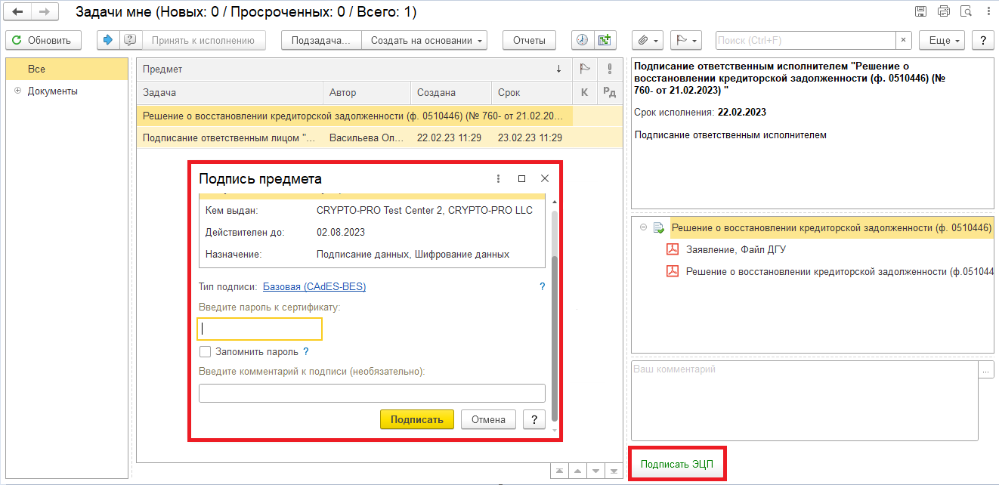 Задачи мне (Новых: 0 / Просроченных: 0 / Всего: 1)
Обновить
Принять к исполнению
Подзадача...
Создать на основании
Отчеты
Поиск (Ctrl+F)
×
Еще
?
Все
Документы
Предмет ↓
Задача
Автор
Создана
Срок
К
Рд
Решение о восстановлении кредиторской задолженности (ф. 0510446) (№ 760- от 21.02.20...
Подписание ответственным лицом "...
Васильева Ол...
22.02.23 11:29
23.02.23 11:29
Подпись предмета
Кем выдан:
CRYPTO-PRO Test Center 2, CRYPTO-PRO LLC
Действителен до:
02.08.2023
Назначение:
Подписание данных, Шифрование данных
Тип подписи: Базовая (CAdES-BES)
?
Введите пароль к сертификату:
Запомнить пароль ?
Введите комментарий к подписи (необязательно):
Подписать
Отмена
?
Подписание ответственным исполнителем "Решение о
восстановлении кредиторской задолженности (ф. 0510446) (№
760- от 21.02.2023) "
Срок исполнения: 22.02.2023
Подписание ответственным исполнителем
Решение о восстановлении кредиторской задолженности (ф. 0510446)
Заявление, Файл ДГУ
Решение о восстановлении кредиторской задолженности (ф.051044
Ваш комментарий
...
Подписать ЭЦП